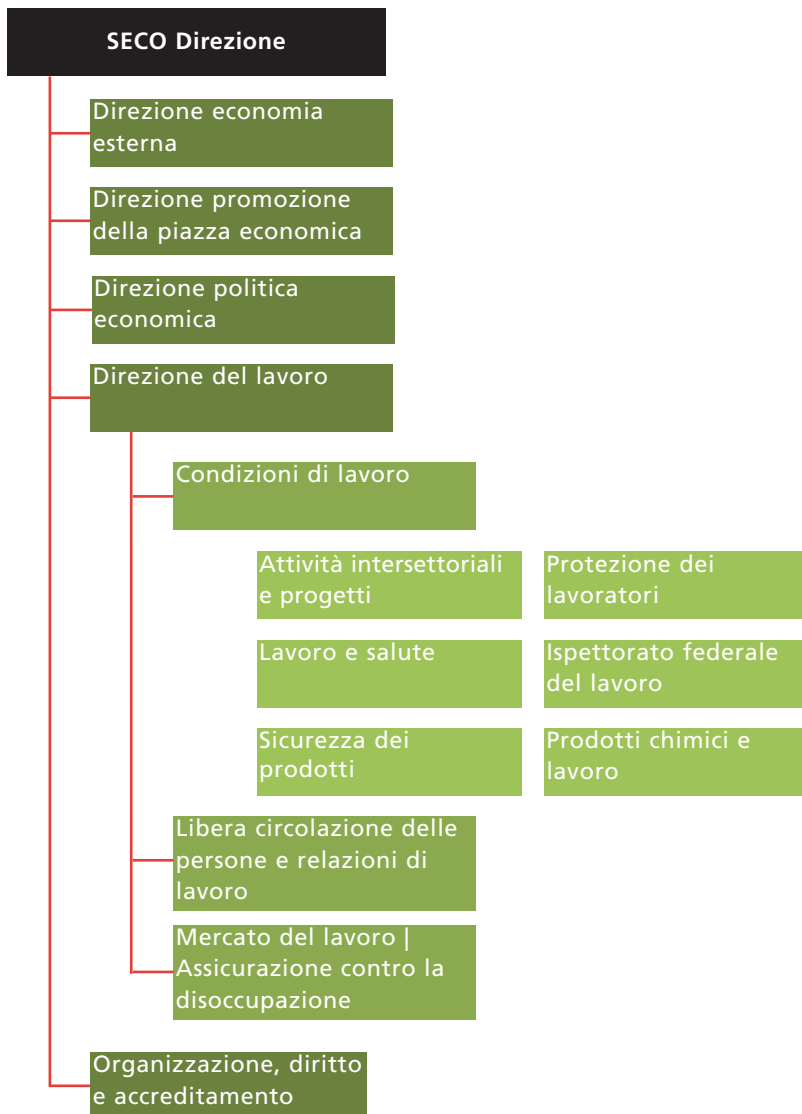 SECO Direzione
Direzione economia
esterna
Direzione promozione
della piazza economica
Direzione politica
economica
Direzione del lavoro
Condizioni di lavoro
Attività intersettoriali
e progetti
Protezione dei
lavoratori
Lavoro e salute
Ispettorato federale
del lavoro
Sicurezza dei
prodotti
Prodotti chimici e
lavoro
Libera circolazione delle
persone e relazioni di
lavoro
Mercato del lavoro |
Assicurazione contro la
disoccupazione
Organizzazione, diritto
e accreditamento